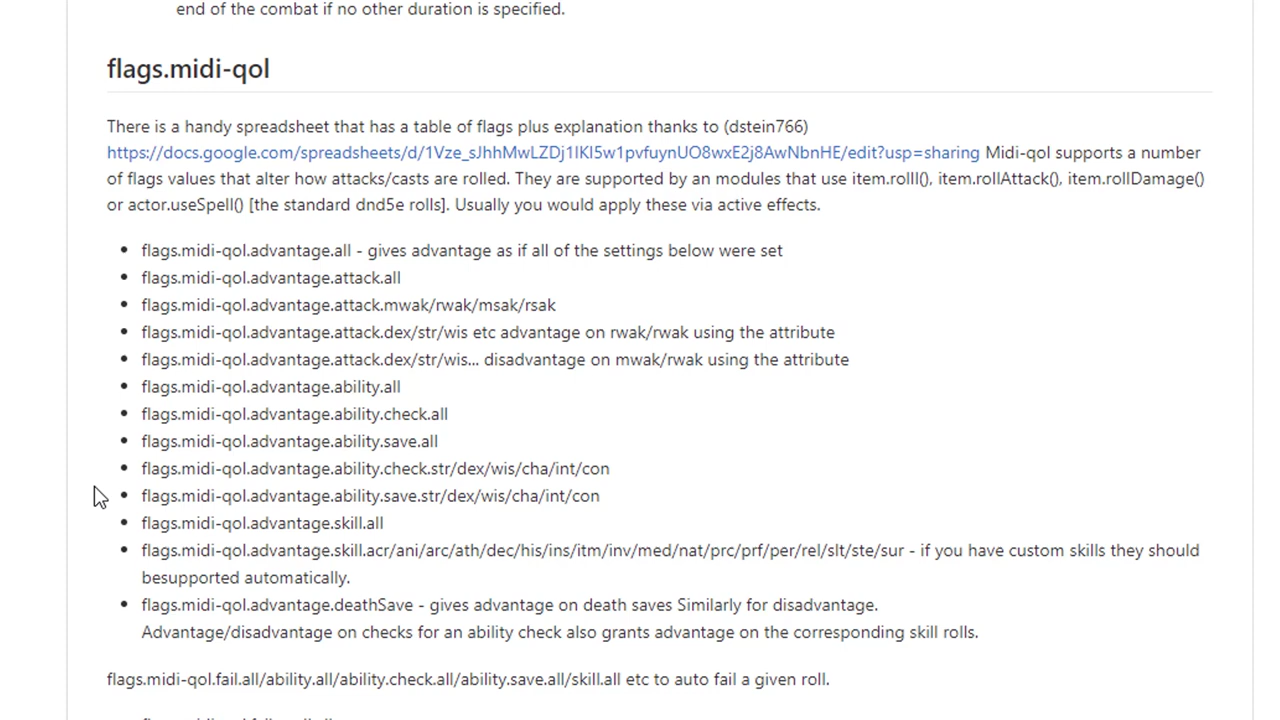 end of the combat if no other duration is specified.
flags.midi-qol
There is a handy spreadsheet that has a table of flags plus explanation thanks to (dstein766)
https://docs.google.com/spreadsheets/d/1Vze_sJhhMwLZDj1IKI5w1pvfuynUO8wxE2j8AwNbnHE/edit?usp=sharing Midi-qol supports a number
of flags values that alter how attacks/casts are rolled. They are supported by an modules that use item.rolll(), item.rollAttack(), item.rollDamage()
or actor.useSpell() [the standard dnd5e rolls]. Usually you would apply these via active effects.
• flags.midi-qol.advantage.all - gives advantage as if all of the settings below were set
• flags.midi-qol.advantage.attack.all
• flags.midi-qol.advantage.attack.mwak/rwak/msak/rsak
• flags.midi-qol.advantage.attack.dex/str/wis etc advantage on rwak/rwak using the attribute
• flags.midi-qol.advantage.attack.dex/str/wis... disadvantage on mwak/rwak using the attribute
• flags.midi-qol.advantage.ability.all
• flags.midi-qol.advantage.ability.check.all
• flags.midi-qol.advantage.ability.save.all
• flags.midi-qol.advantage.ability.check.str/dex/wis/cha/int/con
• flags.midi-qol.advantage.ability.save.str/dex/wis/cha/int/con
• flags.midi-qol.advantage.skill.all
• flags.midi-qol.advantage.skill.acr/ani/arc/ath/dec/his/ins/itm/inv/med/nat/prc/prf/per/rel/slt/ste/sur - if you have custom skills they should
besupported automatically.
• flags.midi-qol.advantage.deathSave - gives advantage on death saves Similarly for disadvantage.
Advantage/disadvantage on checks for an ability check also grants advantage on the corresponding skill rolls.
flags.midi-qol.fail.all/ability.all/ability.check.all/ability.save.all/skill.all etc to auto fail a given roll.